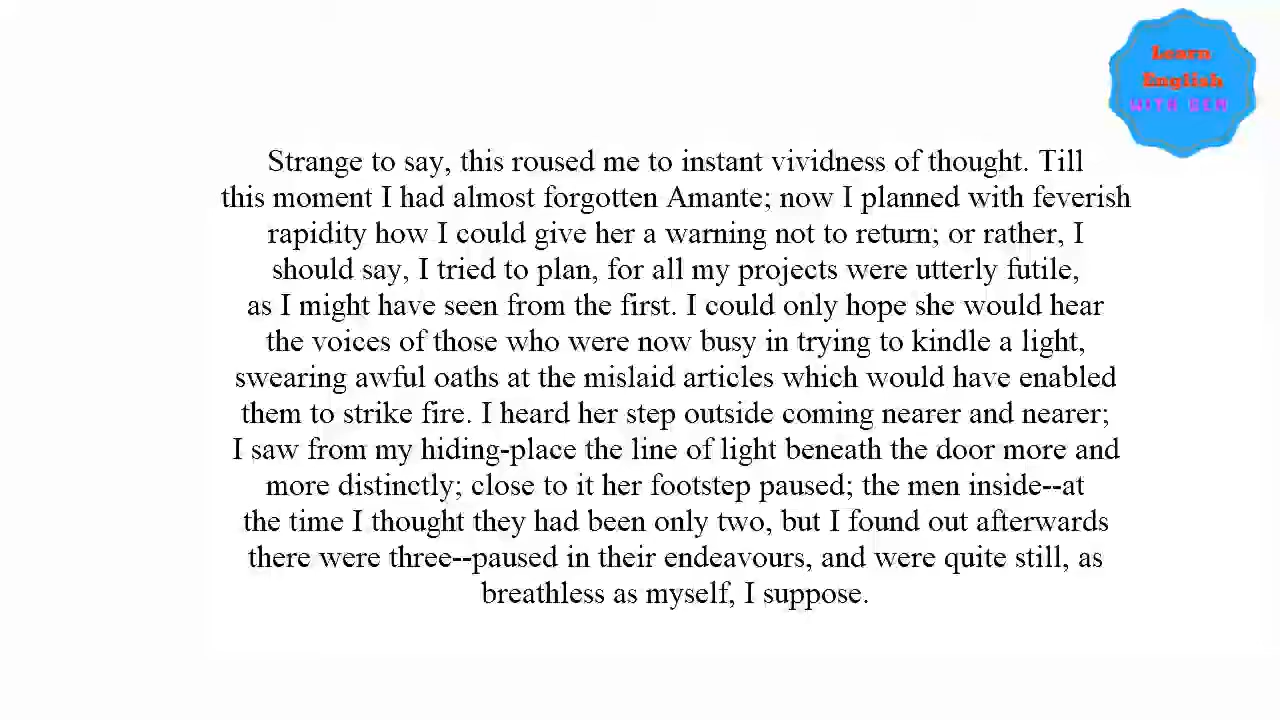 Learn
English
WITH GEM
Strange to say, this roused me to instant vividness of thought. Till
this moment I had almost forgotten Amante; now I planned with feverish
rapidity how I could give her a warning not to return; or rather, I
should say, I tried to plan, for all my projects were utterly futile,
as I might have seen from the first. I could only hope she would hear
the voices of those who were now busy in trying to kindle a light,
swearing awful oaths at the mislaid articles which would have enabled
them to strike fire. I heard her step outside coming nearer and nearer;
I saw from my hiding-place the line of light beneath the door more and
more distinctly; close to it her footstep paused; the men inside--at
the time I thought they had been only two, but I found out afterwards
there were three--paused in their endeavours, and were quite still, as
breathless as myself, I suppose.